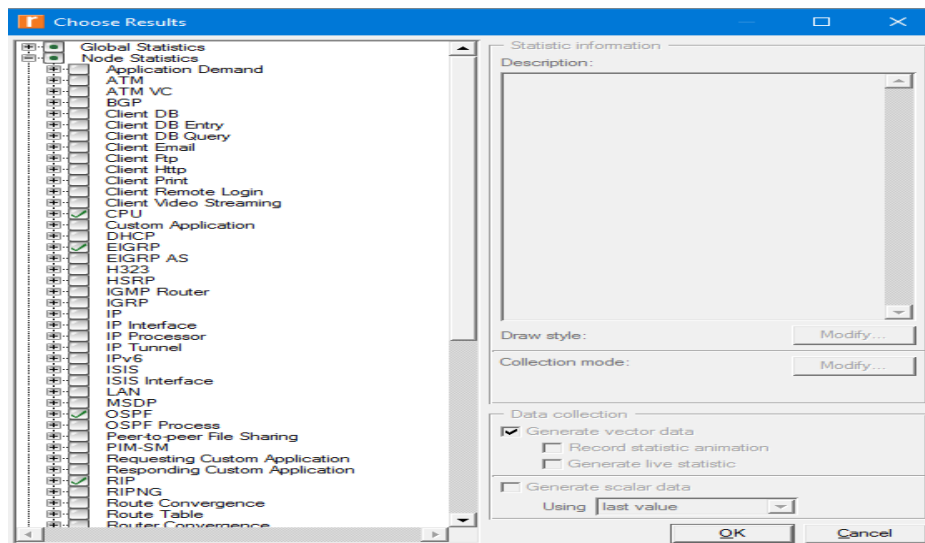 Choose Results
Global Statistics
Node Statistics
Application Demand
ATM
ATM VC
BGP
Client DB
Client DB Entry
Client DB Query
Client Email
Client Ftp
Client Http
Client Print
Client Remote Login
Client Video Streaming
CPU
Custom Application
DHCP
EIGRP
EIGRP AS
H323
HSRP
IGMP Router
IGRP
IP
IP Interface
IP Processor
IP Tunnel
IPv6
ISIS
ISIS Interface
LAN
MSDP
OSPF
OSPF Process
Peer-to-peer File Sharing
PIM-SM
Requesting Custom Application
Responding Custom Application
RIP
RIPNG
Route Convergence
Route Table
Router Convergence
Statistic information
Description:
Draw style:
Modify...
Collection mode:
Modify...
Data collection
Generate vector data
Record statistic animation
Generate live statistic
Generate scalar data
Using last value
OK
Cancel